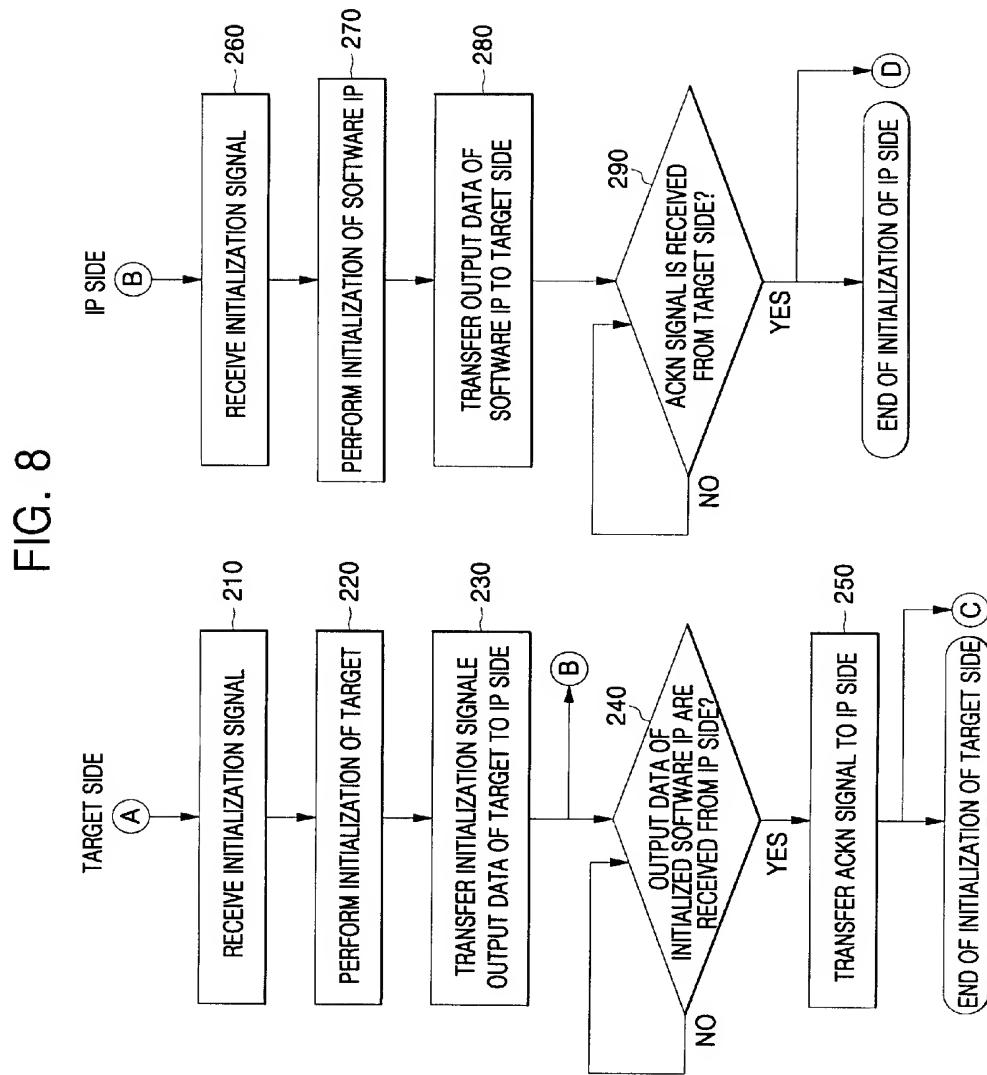 FIG. 8
TARGET SIDE
A
RECEIVE INITIALIZATION SIGNAL
210
PERFORM INITIALIZATION OF TARGET
220
TRANSFER INITIALIZATION SIGNALE
OUTPUT DATA OF TARGET TO IP SIDE
230
B
240
OUTPUT DATA OF
INITIALIZED SOFTWARE IP ARE
RECEIVED FROM IP SIDE?
NO
YES
TRANSFER ACKN SIGNAL TO IP SIDE
250
C
END OF INITIALIZATION OF TARGET SIDE
IP SIDE
B
RECEIVE INITIALIZATION SIGNAL
260
PERFORM INITIALIZATION OF SOFTWARE IP
270
TRANSFER OUTPUT DATA OF
SOFTWARE IP TO TARGET SIDE
280
290
ACKN SIGNAL IS RECEIVED
FROM TARGET SIDE?
NO
YES
D
END OF INITIALIZATION OF IP SIDE